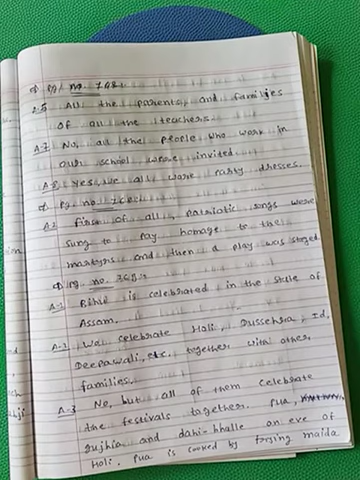 pg no. 148:-
A-5 All the parents, and families
of all the teachers.
A-7 No, all the people who work in
our school were invited.
A-8 Yes, we all wore party dresses.
Pg. no.
A-2 First of all, patriotic songs were
sung to pay homage to the
martyrs and then a play was staged
pg. no.
A-1 Bihu is celebrated in the state of
Assam.
A-2 We celebrate Holi, Dussehra, Id,
Deepawali, etc, together with other
families.
A-3 No, but all of them celebrate
the festivals together. Pua,
gujhia and dahi-bhalle on eve of
Holi. Pua is cooked by frying maida